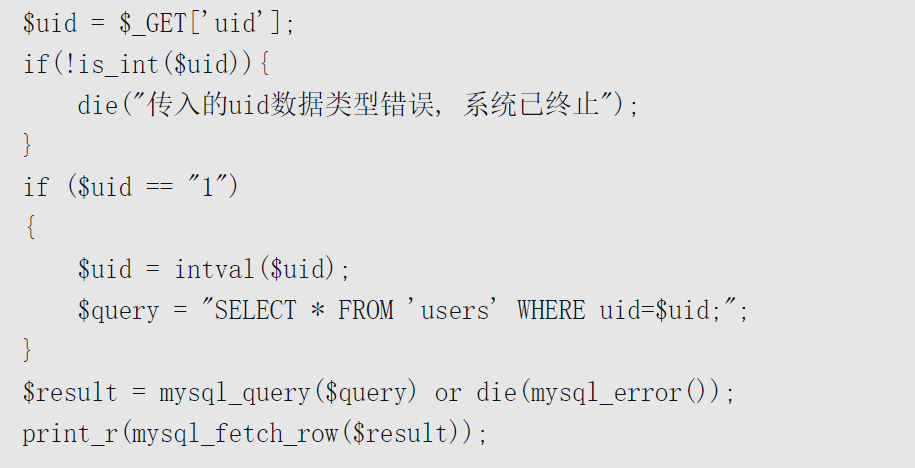 $uid = $_GET['uid'];
if(!is_int($uid)){
    die("传入的uid数据类型错误, 系统已终止");
}
if ($uid == "1")
{
    $uid = intval($uid);
    $query = "SELECT * FROM 'users' WHERE uid=$uid;";
}
$result = mysql_query($query) or die(mysql_error());
print_r(mysql_fetch_row($result));